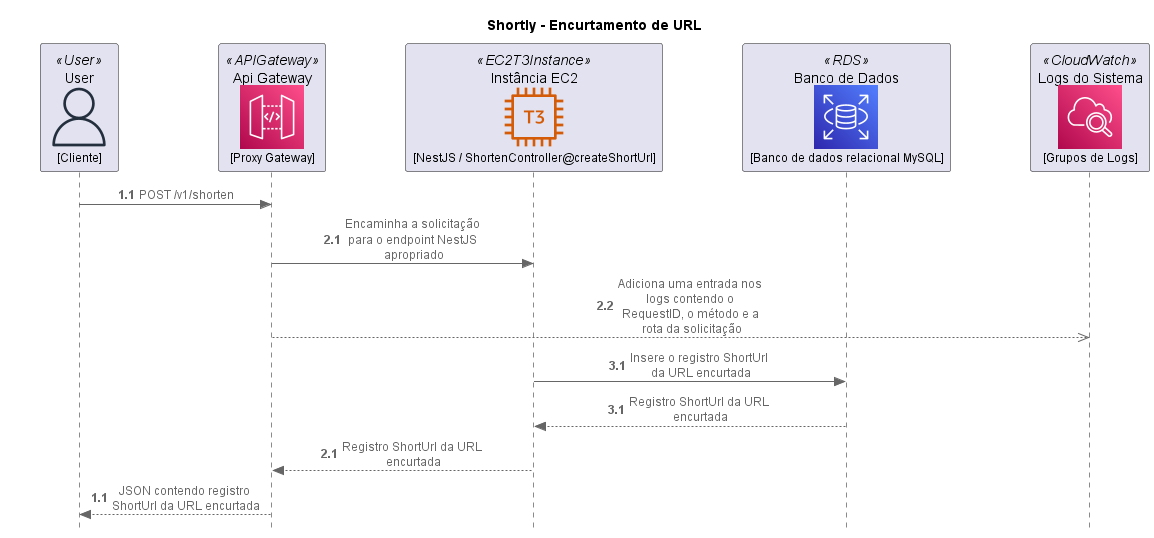 Shortly - Encurtamento de URL
«User»
User
[Cliente]
«APIGateway»
Api Gateway
</>
[Proxy Gateway]
«EC2T3Instance»
Instância EC2
T3
[NestJS / ShortenController@createShortUrl]
«RDS»
Banco de Dados
[Banco de dados relacional MySQL]
«CloudWatch»
Logs do Sistema
[Grupos de Logs]
1.1 POST /v1/shorten
Encaminha a solicitação
2.1 para o endpoint NestJS
apropriado
Adiciona uma entrada nos
logs contendo o
2.2 RequestID, o método e a
rota da solicitação
3.1 Insere o registro ShortUrl
da URL encurtada
3.1 Registro ShortUrl da URL
encurtada
2.1 Registro ShortUrl da URL
encurtada
1.1 JSON contendo registro
ShortUrl da URL encurtada